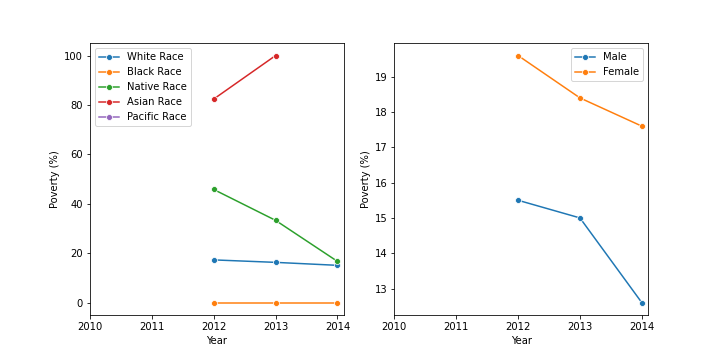 White Race
Black Race
Native Race
Asian Race
Pacific Race
100
80
60
40
20
0
Poverty (%)
2010 2011 2012 2013 2014
Year
Male
Female
19
18
17
16
15
14
13
Poverty (%)
2010 2011 2012 2013 2014
Year